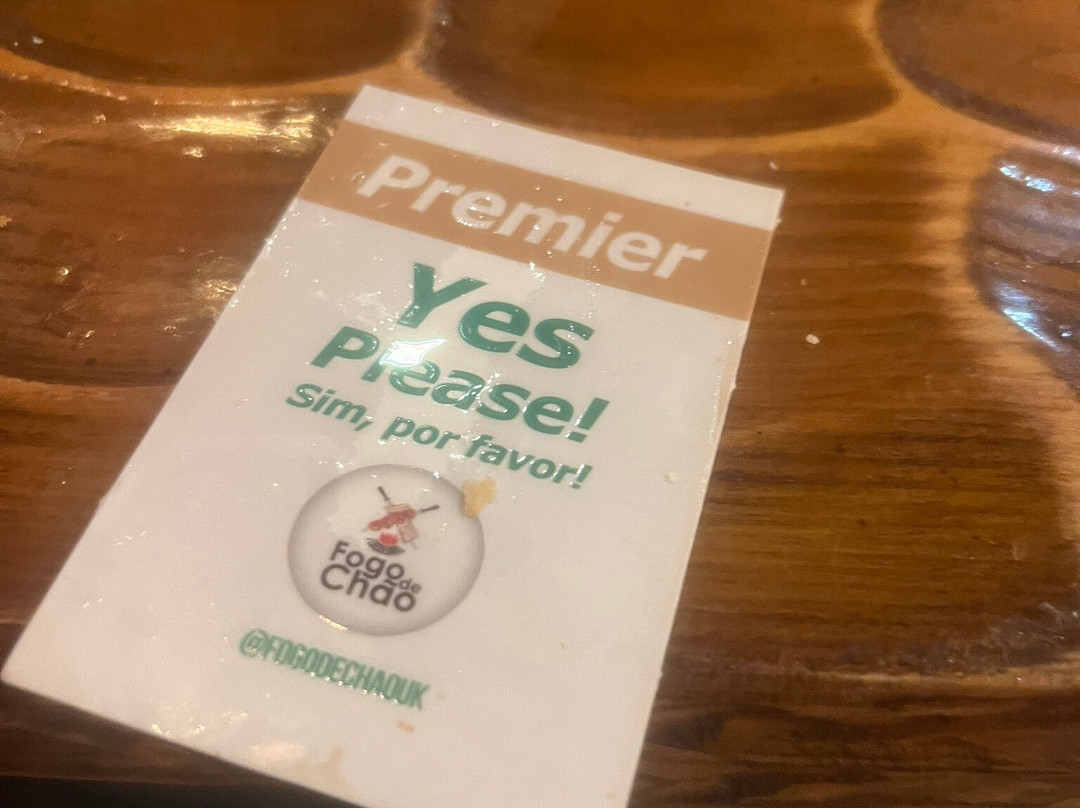 Premier
Yes
Please!
Sim, por favor!
Fogo de
Chão
@FOGODECHAOUK